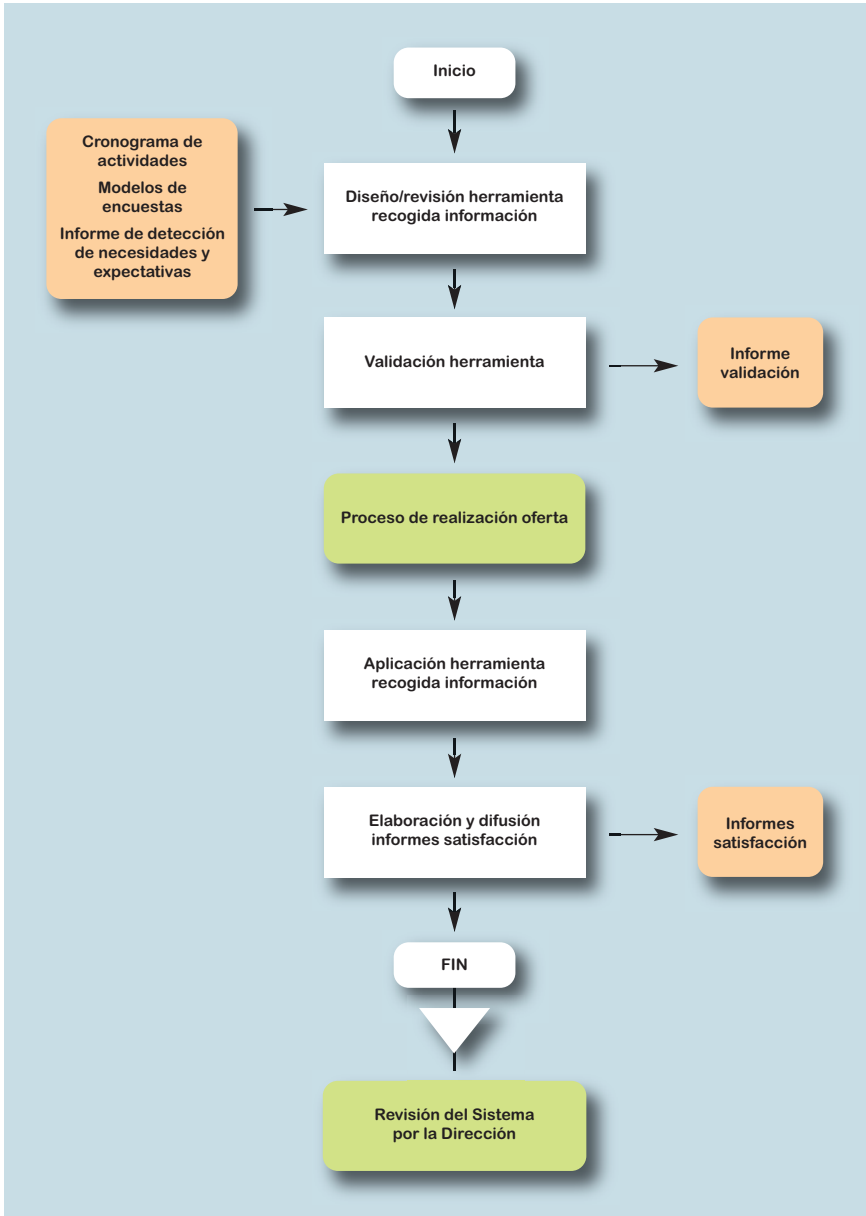 Inicio
Cronograma de
actividades
Modelos de
encuestas
Informe de detección
de necesidades y
expectativas
Diseño/revisión herramienta
recogida información
Validación herramienta
Informe
validación
Proceso de realización oferta
Aplicación herramienta
recogida información
Elaboración y difusión
informes satisfacción
Informes
satisfacción
FIN
Revisión del Sistema
por la Dirección